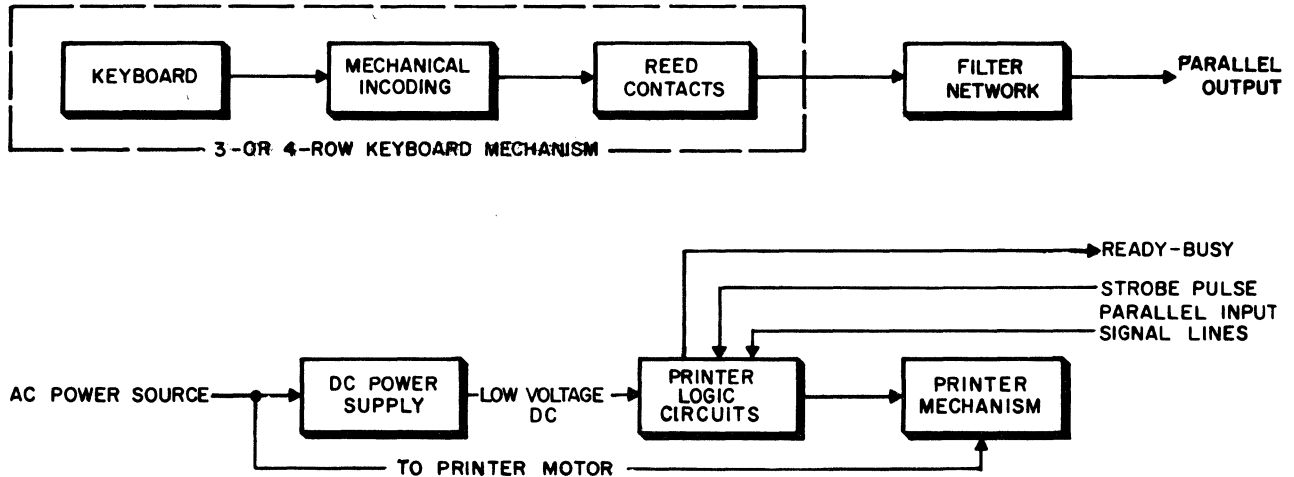 KEYBOARD
MECHANICAL
INCODING
REED
CONTACTS
FILTER
NETWORK
PARALLEL
OUTPUT
3-OR 4-ROW KEYBOARD MECHANISM
READY-BUSY
STROBE PULSE
PARALLEL INPUT
SIGNAL LINES
AC POWER SOURCE
DC POWER
SUPPLY
LOW VOLTAGE
DC
PRINTER
LOGIC
CIRCUITS
PRINTER
MECHANISM
TO PRINTER MOTOR